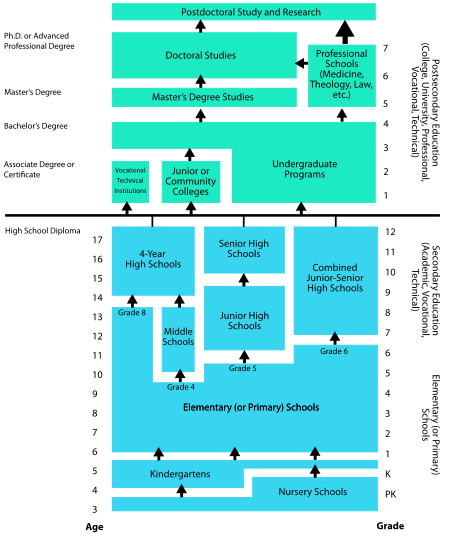 Postdoctoral Study and Research
Ph.D. or Advanced
Professional Degree
Doctoral Studies
Professional
Schools
(Medicine,
Theology, Law,
etc.)
7
6
5
Master's Degree
Master's Degree Studies
Bachelor's Degree
4
3
Associate Degree or
Certificate
Vocational
Technical
Institutions
Junior or
Community
Colleges
Undergraduate
Programs
2
1
Postsecondary Education
(College, University, Professional,
Vocational, Technical)
High School Diploma
17
16
15
14
13
12
11
10
9
8
7
6
5
4
3
4-Year
High Schools
Senior High
Schools
Combined
Junior-Senior
High Schools
Grade 8
Middle
Schools
Junior High
Schools
Grade 6
Grade 5
Grade 4
Elementary (or Primary) Schools
Kindergartens
Nursery Schools
12
11
10
9
8
7
6
5
4
3
2
1
K
PK
Secondary Education
(Academic, Vocational,
Technical)
Elementary (or Primary)
Schools
Age
Grade